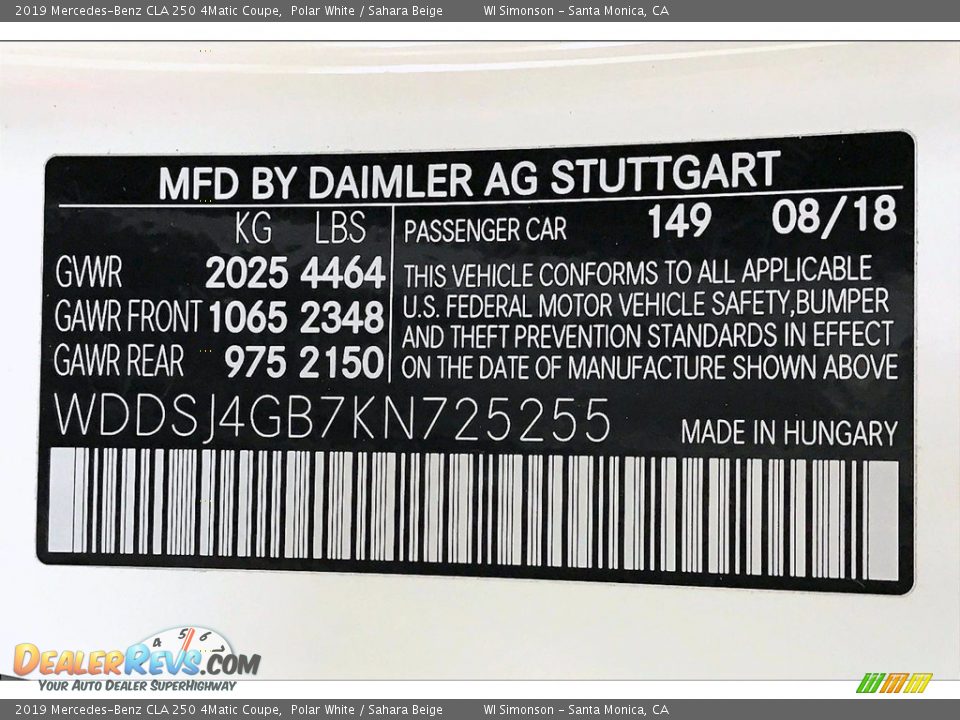 2019 Mercedes-Benz CLA 250 4Matic Coupe, Polar White / Sahara Beige WI Simonson - Santa Monica, CA
MFD BY DAIMLER AG STUTTGART
KG LBS
GVWR 2025 4464
GAWR FRONT 1065 2348
GAWR REAR 975 2150
PASSENGER CAR 149 08/18
THIS VEHICLE CONFORMS TO ALL APPLICABLE
U.S. FEDERAL MOTOR VEHICLE SAFETY,BUMPER
AND THEFT PREVENTION STANDARDS IN EFFECT
ON THE DATE OF MANUFACTURE SHOWN ABOVE
WDDSJ4GB7KN725255
MADE IN HUNGARY
4 5 6 7
DEALERREVS.COM
YOUR AUTO DEALER SUPERHIGHWAY
2019 Mercedes-Benz CLA 250 4Matic Coupe, Polar White / Sahara Beige WI Simonson - Santa Monica, CA